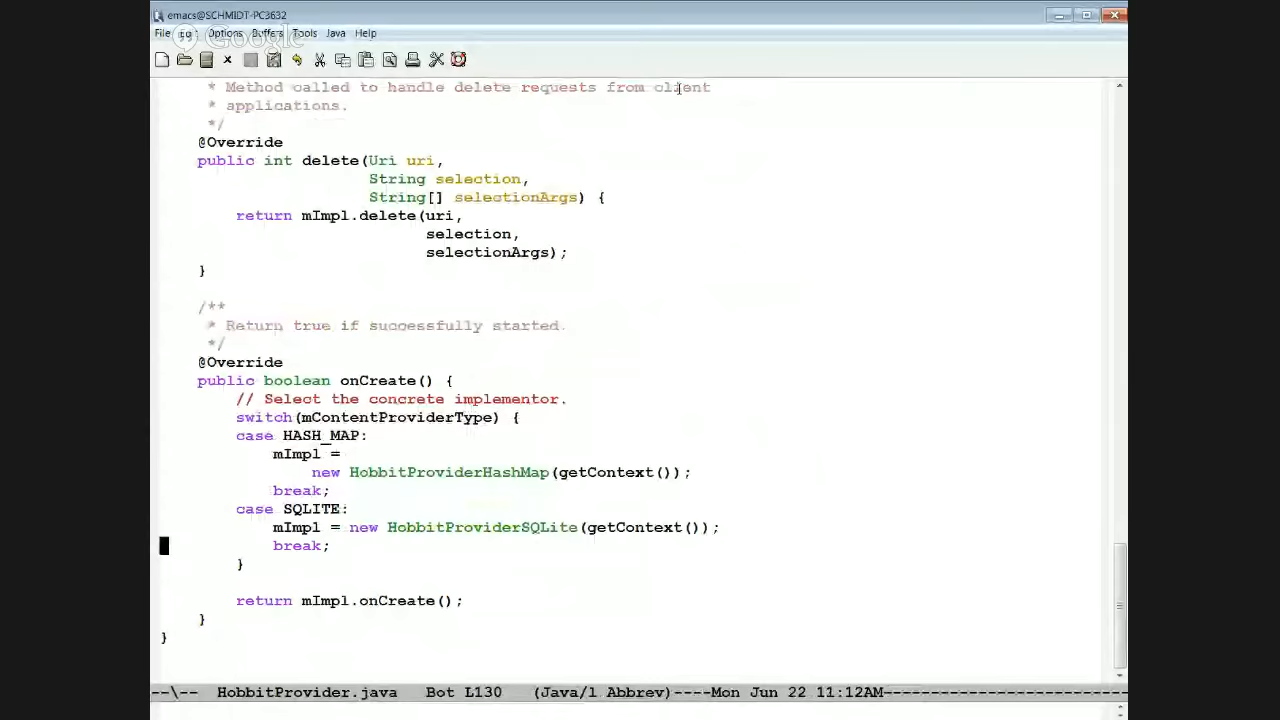 emacs@SCHMIDT-PC3632
File Options Buffers Tools Java Help
Google
* Method called to handle delete requests from client
* applications.
*/
@Override
public int delete(Uri uri,
String selection,
String[] selectionArgs) {
return mImpl.delete(uri,
selection,
selectionArgs);
}
/**
* Return true if successfully started.
*/
@Override
public boolean onCreate() {
// Select the concrete implementor.
switch(mContentProviderType) {
case HASH_MAP:
mImpl =
new HobbitProviderHashMap(getContext());
break;
case SQLITE:
mImpl = new HobbitProviderSQLite(getContext());
break;
}
return mImpl.onCreate();
}
}
--\-- HobbitProvider.java Bot L130 (Java/l Abbrev)----Mon Jun 22 11:12AM--------------------------